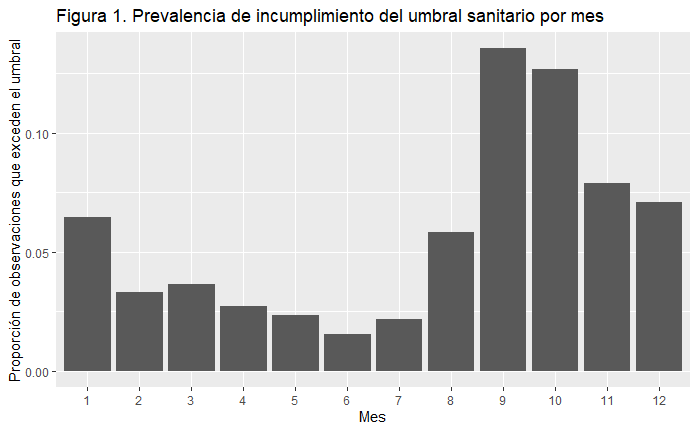 Figura 1. Prevalencia de incumplimiento del umbral sanitario por mes
Proporción de observaciones que exceden el umbral
0.10
0.05
0.00
1 2 3 4 5 6 7 8 9 10 11 12
Mes